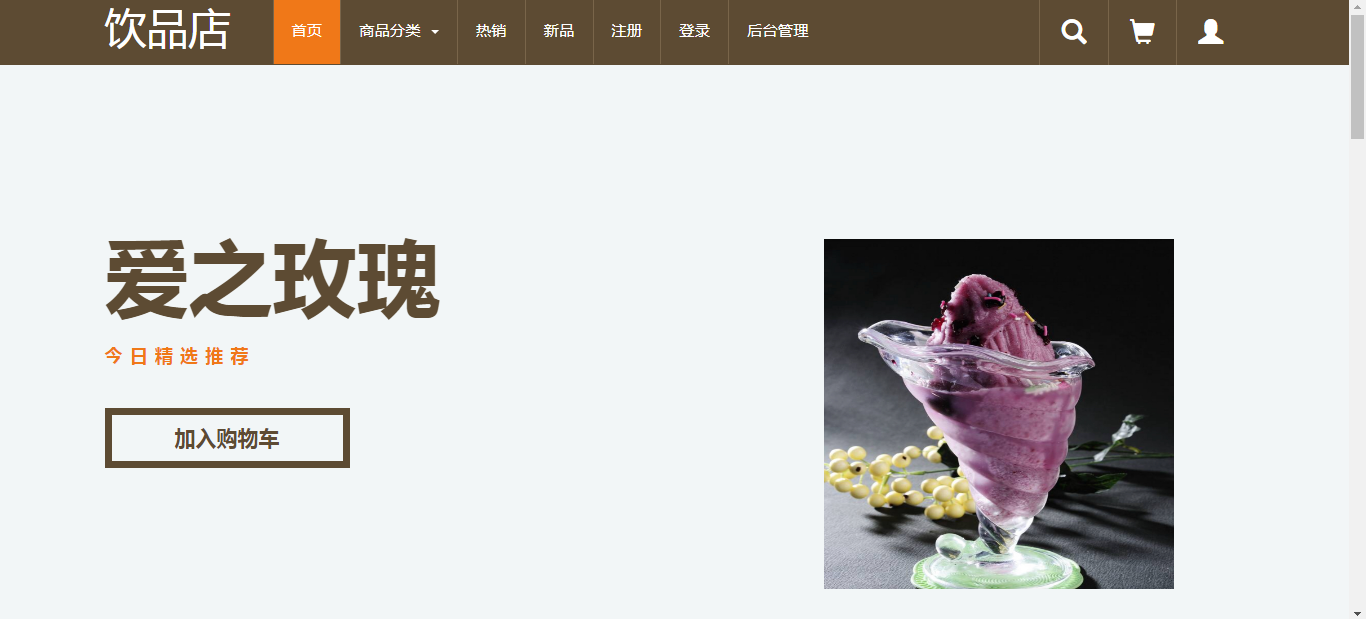 饮品店 首页 商品分类 热销 新品 注册 登录 后台管理
爱之玫瑰
今日精选推荐
加入购物车